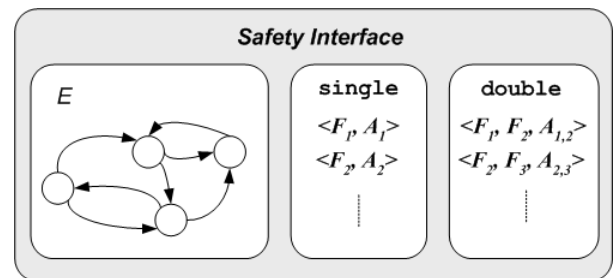 Safety Interface
E
single
<F1, A1>
<F2, A2>
double
<F1, F2, A1,2>
<F2, F3, A2,3>